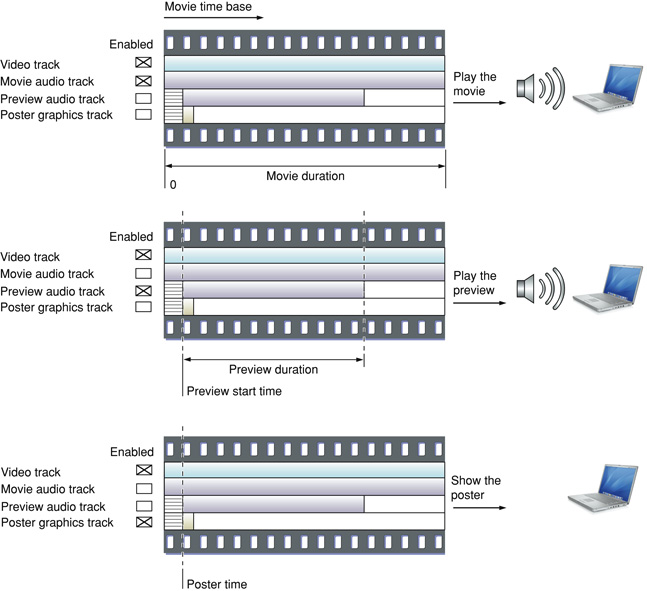 Movie time base
Enabled
Video track
Movie audio track
Preview audio track
Poster graphics track
Play the
movie
Movie duration
0
Enabled
Video track
Movie audio track
Preview audio track
Poster graphics track
Play the
preview
Preview duration
Preview start time
Enabled
Video track
Movie audio track
Preview audio track
Poster graphics track
Show the
poster
Poster time